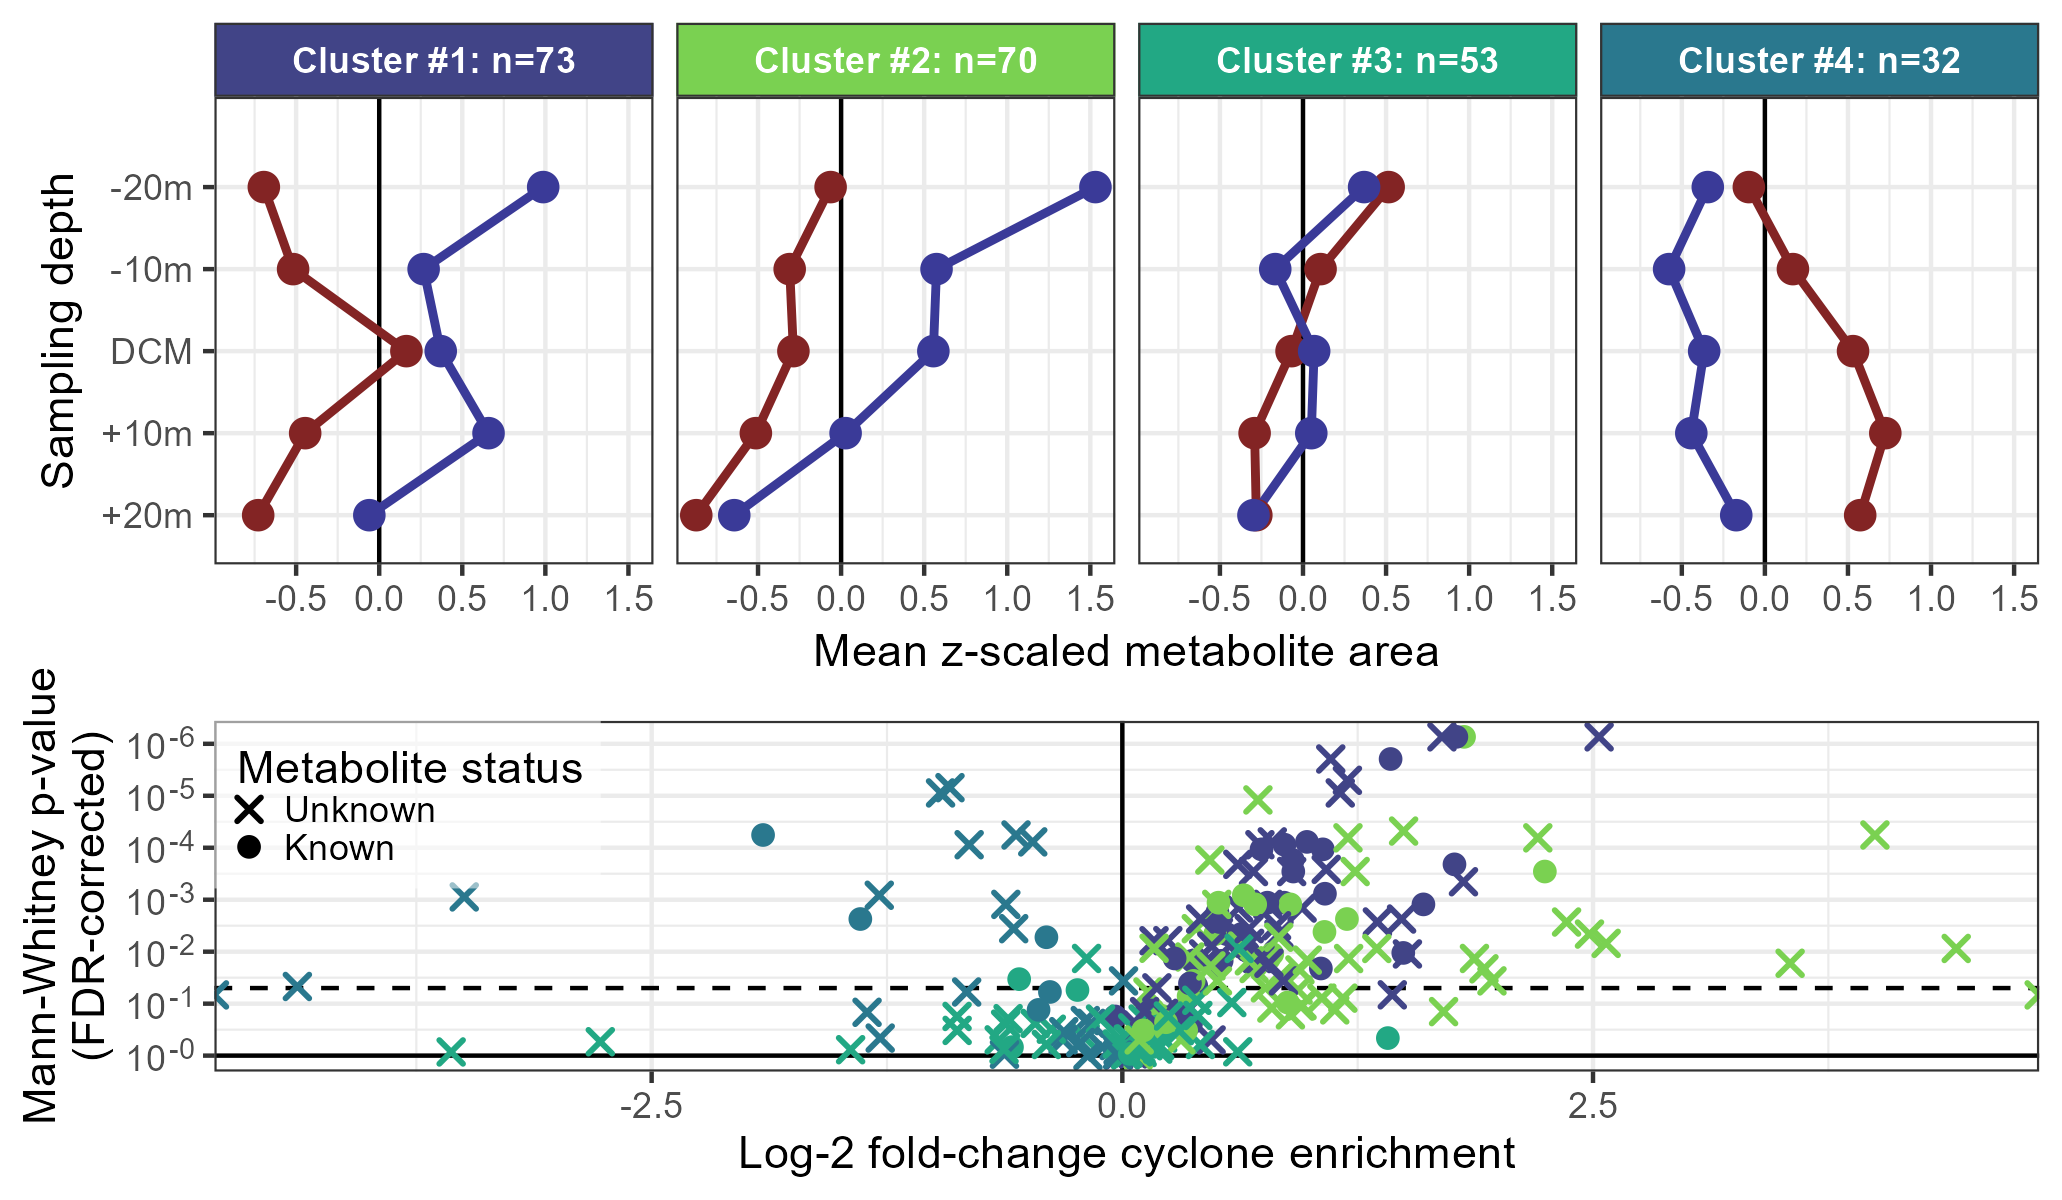 Cluster #1: n=73
Cluster #2: n=70
Cluster #3: n=53
Cluster #4: n=32
Sampling depth
-20m
-10m
DCM
+10m
+20m
-0.5 0.0 0.5 1.0 1.5
-0.5 0.0 0.5 1.0 1.5
-0.5 0.0 0.5 1.0 1.5
-0.5 0.0 0.5 1.0 1.5
Mean z-scaled metabolite area
Mann-Whitney p-value
(FDR-corrected)
10-6
10-5
10-4
10-3
10-2
10-1
10-0
Metabolite status
Unknown
Known
-2.5 0.0 2.5
Log-2 fold-change cyclone enrichment